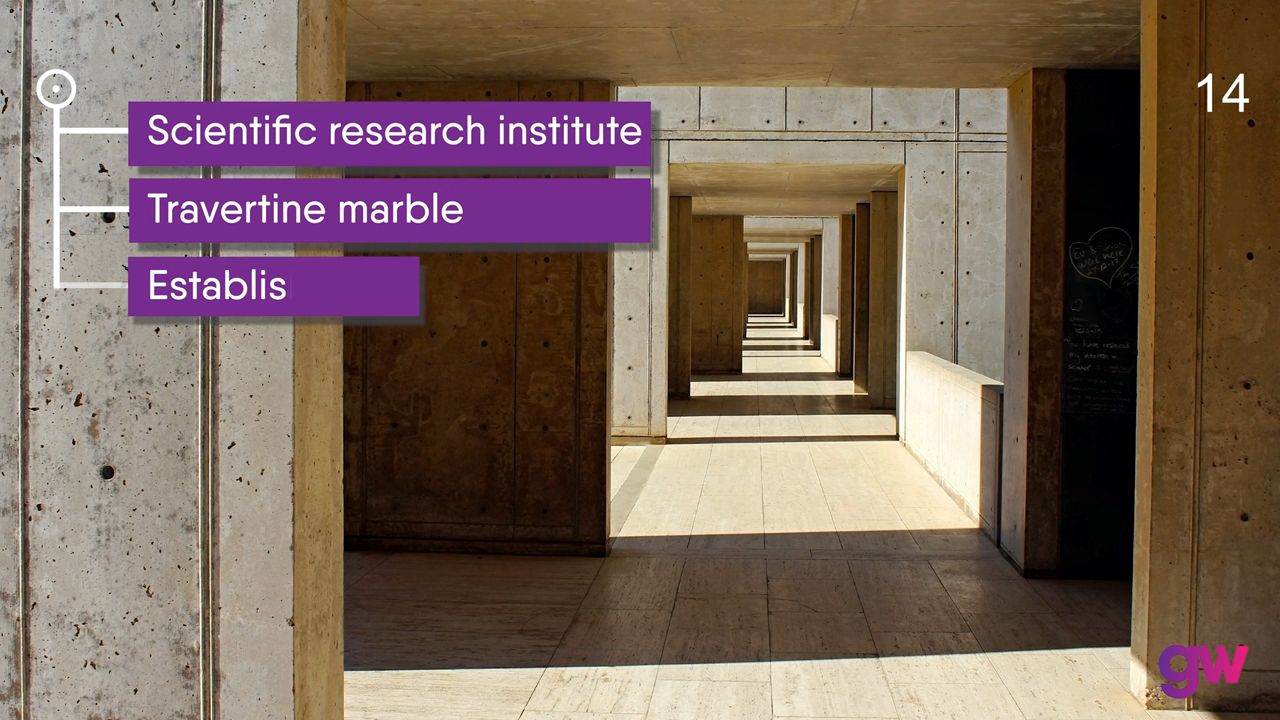 Scientific research institute
14
Travertine marble
Establis
gw